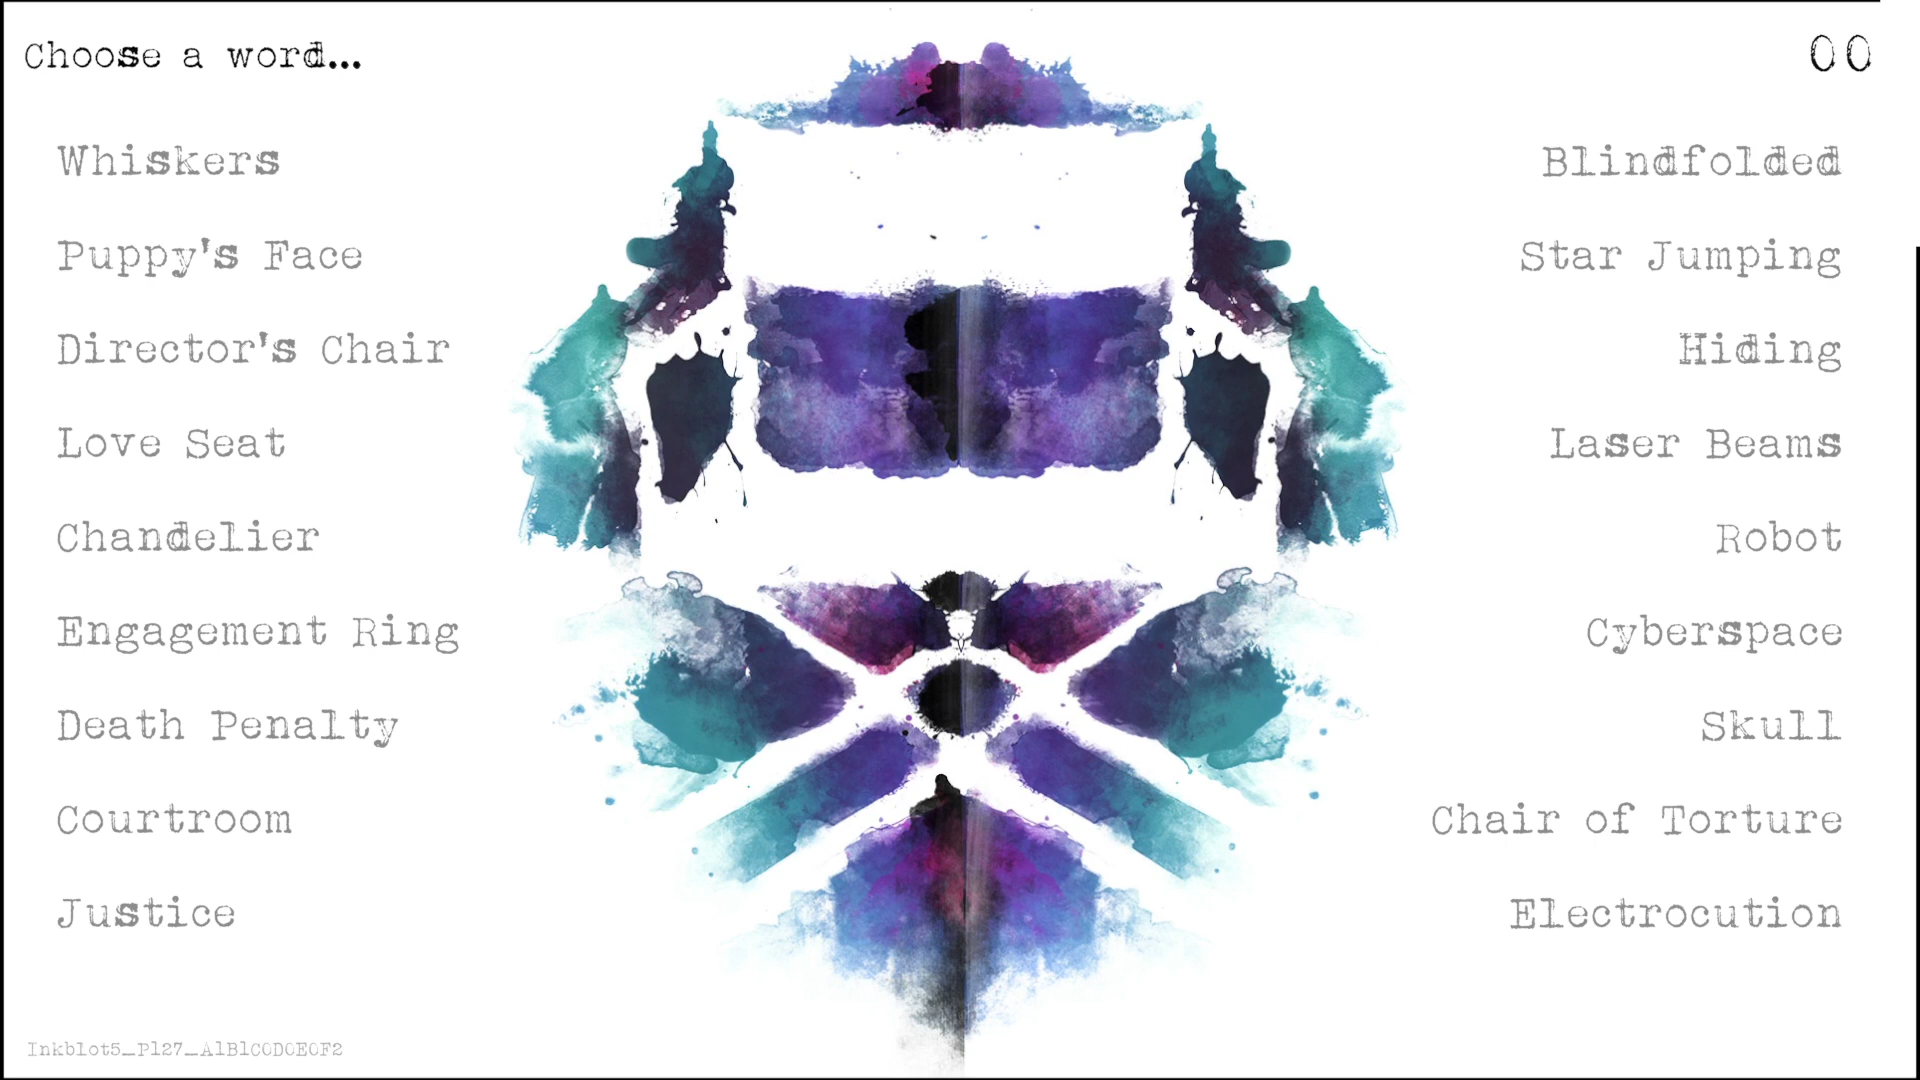 Choose a word...
00
Whiskers
Puppy's Face
Director's Chair
Love Seat
Chandelier
Engagement Ring
Death Penalty
Courtroom
Justice
Blindfolded
Star Jumping
Hiding
Laser Beams
Robot
Cyberspace
Skull
Chair of Torture
Electrocution
Inkblot5_P127_A1B1C0D0E0F2